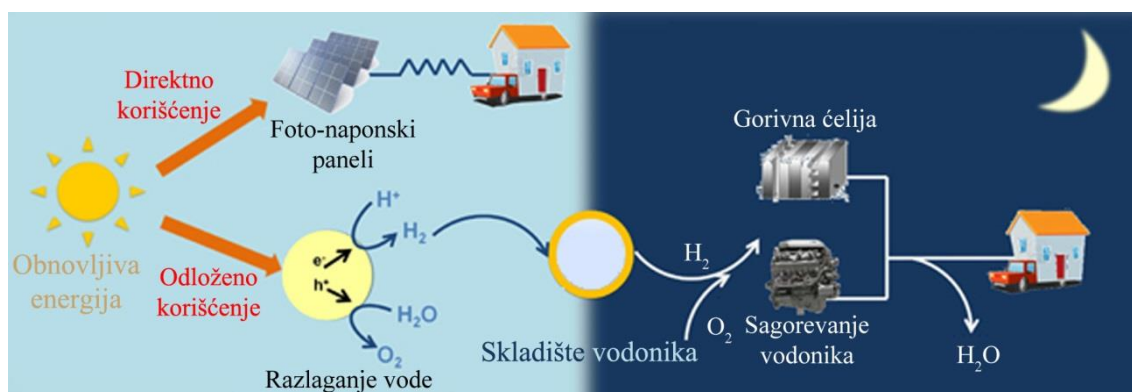 Direktno
korišćenje
Foto-naponski
paneli
Obnovljiva
energija
Odloženo
korišćenje
H⁺
H₂
e⁻
h⁺
H₂O
O₂
Razlaganje vode
Skladište vodonika
H₂
O₂
Gorivna ćelija
Sagorevanje
vodonika
H₂O